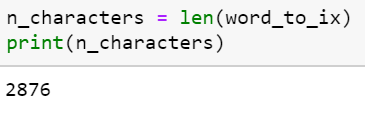 n_characters = len(word_to_ix)
print(n_characters)
2876